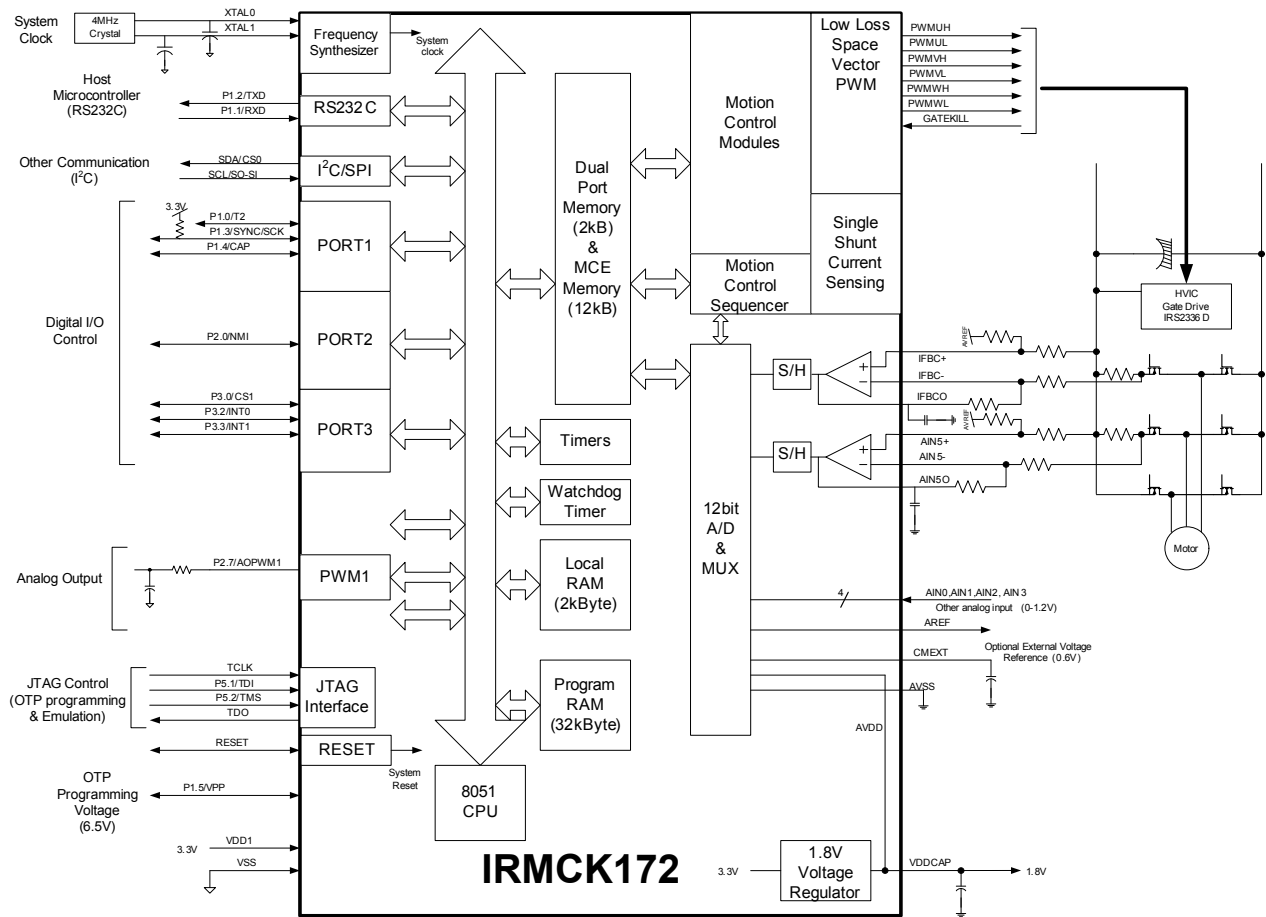 System
Clock
4MHz
Crystal
XTAL0
XTAL1
Frequency
Synthesizer
System
clock
Host
Microcontroller
(RS232C)
P1.2/TXD
P1.1/RXD
RS232C
Other Communication
(I²C)
SDA/CS0
SCL/SO-SI
I²C/SPI
Digital I/O
Control
3.3V
P1.0/T2
P1.3/SYNC/SCK
P1.4/CAP
PORT1
P2.0/NMI
PORT2
P3.0/CS1
P3.2/INT0
P3.3/INT1
PORT3
Analog Output
P2.7/AOPWM1
PWM1
JTAG Control
(OTP programming
& Emulation)
TCLK
P5.1/TDI
P5.2/TMS
TDO
JTAG
Interface
RESET
RESET
System
Reset
OTP
Programming
Voltage
(6.5V)
P1.5/VPP
3.3V
VDD1
VSS
8051
CPU
Dual
Port
Memory
(2kB)
&
MCE
Memory
(12kB)
Timers
Watchdog
Timer
Local
RAM
(2kByte)
Program
RAM
(32kByte)
Motion
Control
Modules
Motion
Control
Sequencer
Low Loss
Space
Vector
PWM
Single
Shunt
Current
Sensing
PWMUH
PWMUL
PWMVH
PWMVL
PWMWH
PWMWL
GATEKILL
HVIC
Gate Drive
IRS2336 D
12bit
A/D
&
MUX
S/H
+
−
AVREF
IFBC+
IFBC-
IFBCO
S/H
+
−
AVREF
AIN5+
AIN5-
AIN5O
Motor
4
AIN0,AIN1,AIN2, AIN 3
Other analog input (0-1.2V)
AREF
Optional External Voltage
Reference (0.6V)
CMEXT
AVSS
AVDD
IRMCK172
3.3V
1.8V
Voltage
Regulator
VDDCAP
1.8V